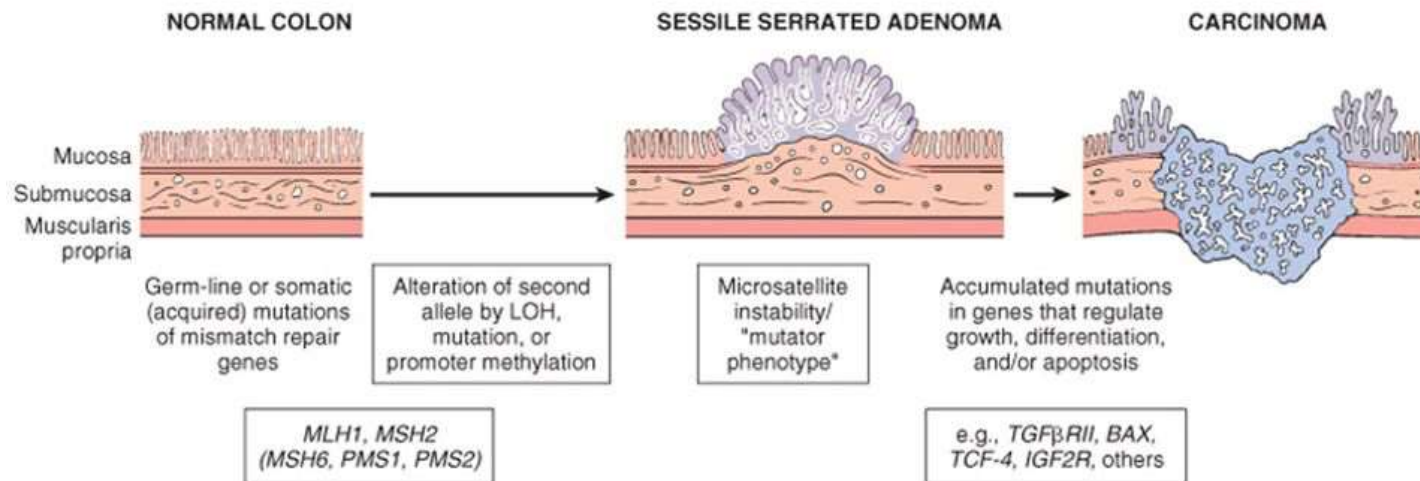 NORMAL COLON
SESSILE SERRATED ADENOMA
CARCINOMA
Mucosa
Submucosa
Muscularis
propria
Germ-line or somatic
(acquired) mutations
of mismatch repair
genes
Alteration of second
allele by LOH,
mutation, or
promoter methylation
Microsatellite
instability/
"mutator
phenotype"
Accumulated mutations
in genes that regulate
growth, differentiation,
and/or apoptosis
MLH1, MSH2
(MSH6, PMS1, PMS2)
e.g., TGFβRII, BAX,
TCF-4, IGF2R, others